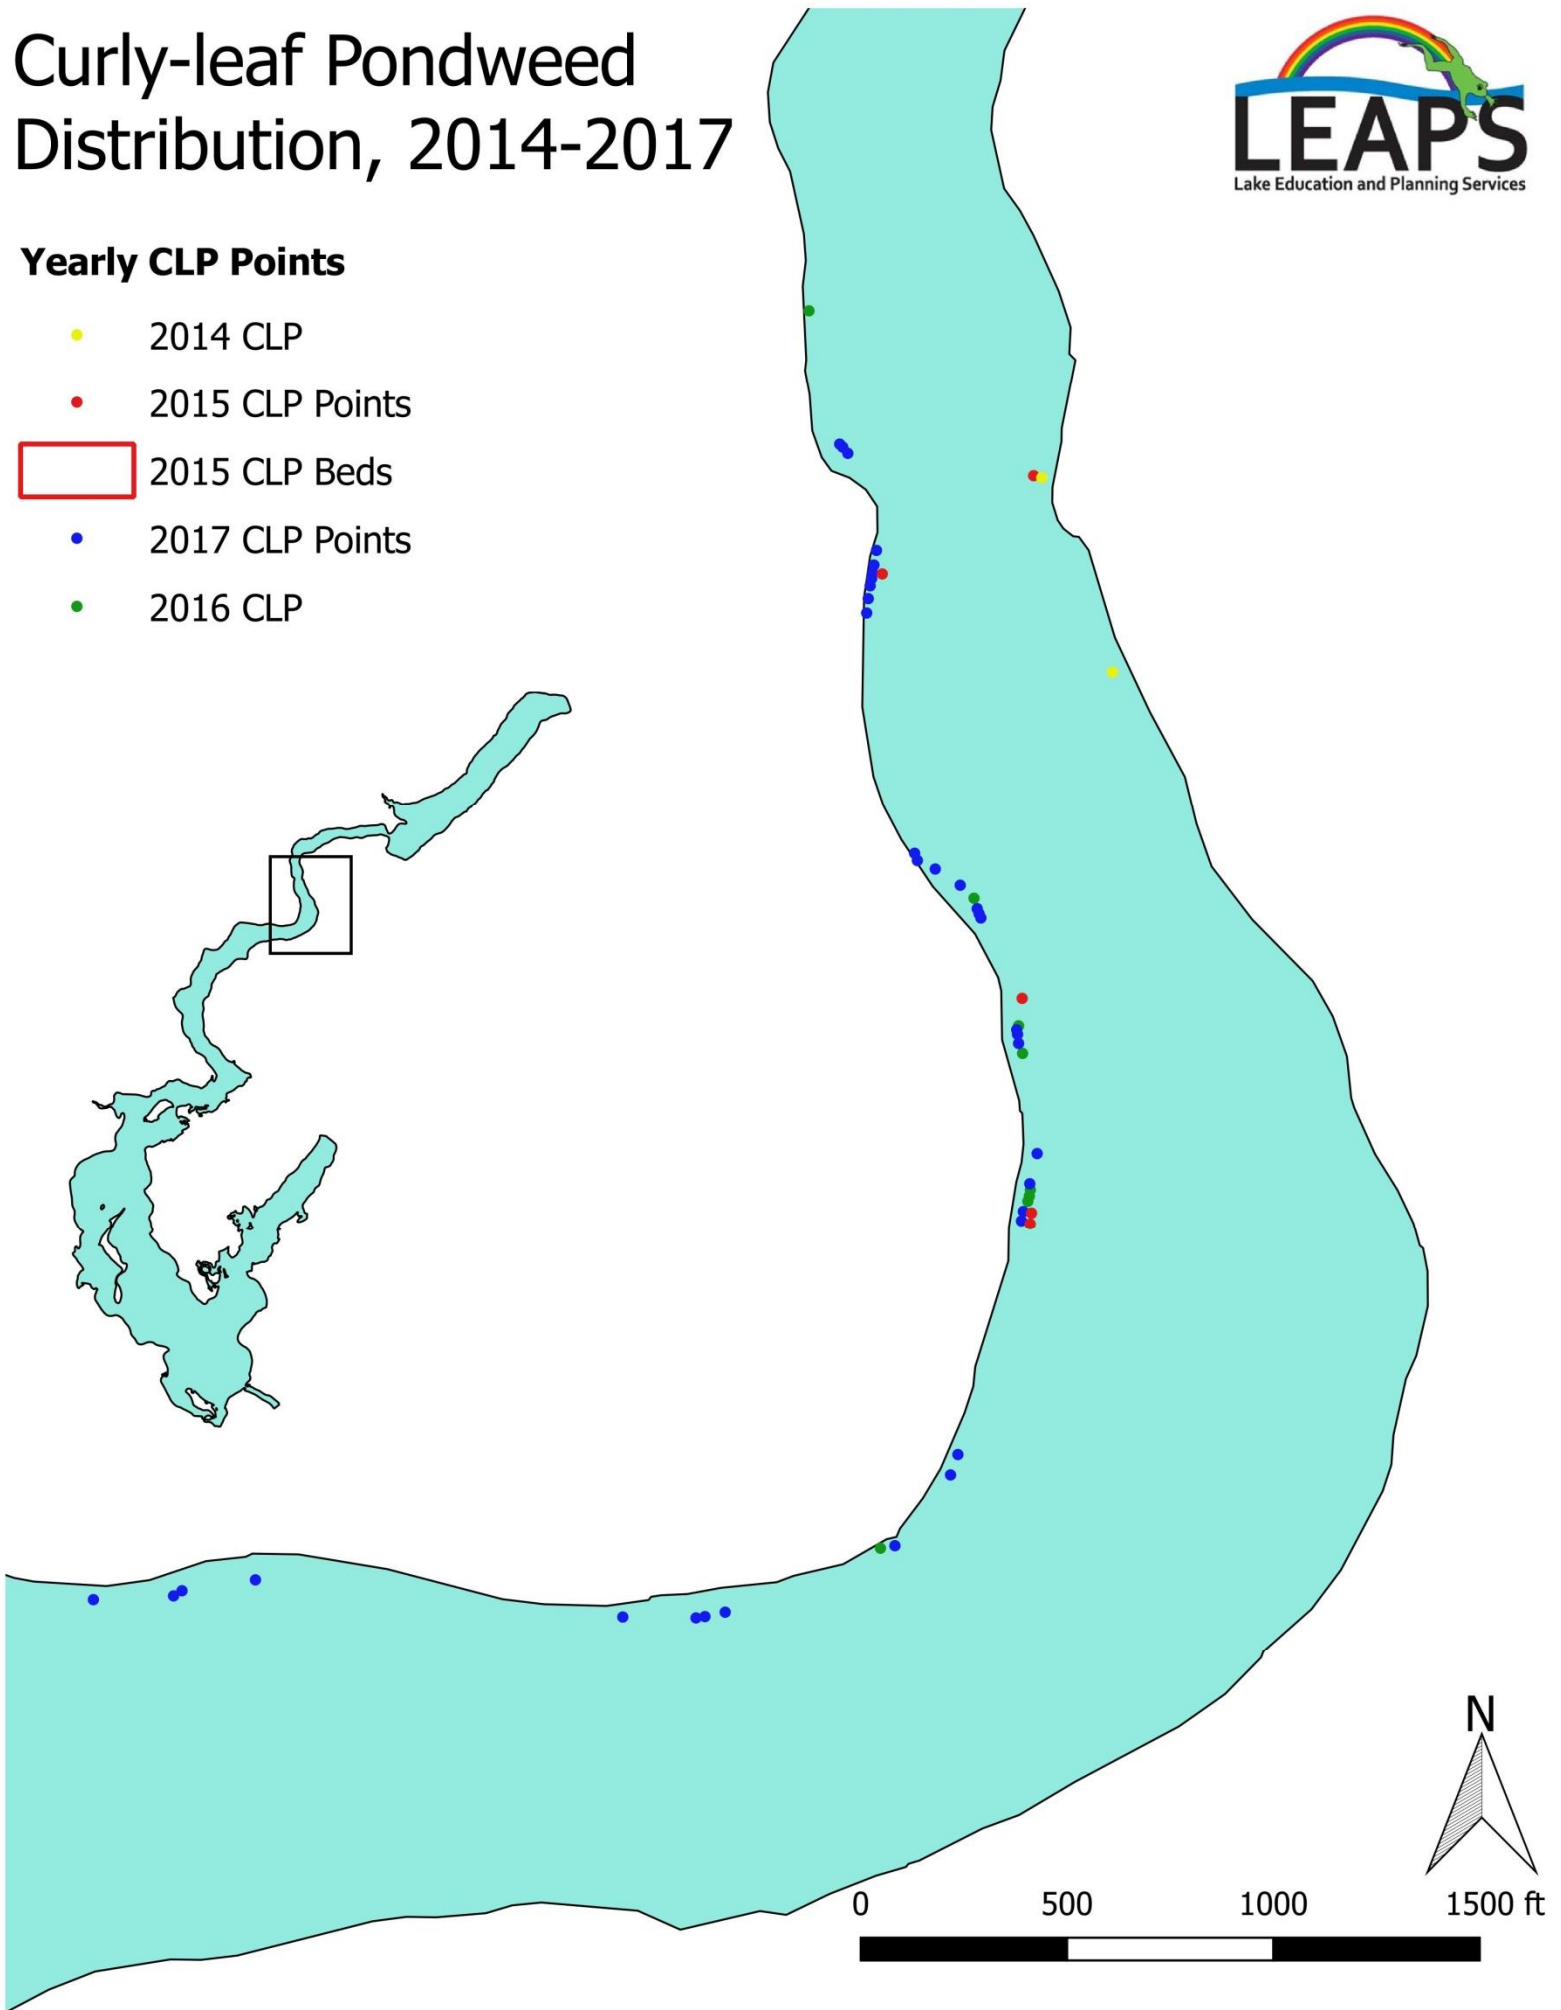 Curly-leaf Pondweed
Distribution, 2014-2017
LEAPS
Lake Education and Planning Services
Yearly CLP Points
2014 CLP
2015 CLP Points
2015 CLP Beds
2017 CLP Points
2016 CLP
N
0 500 1000 1500 ft